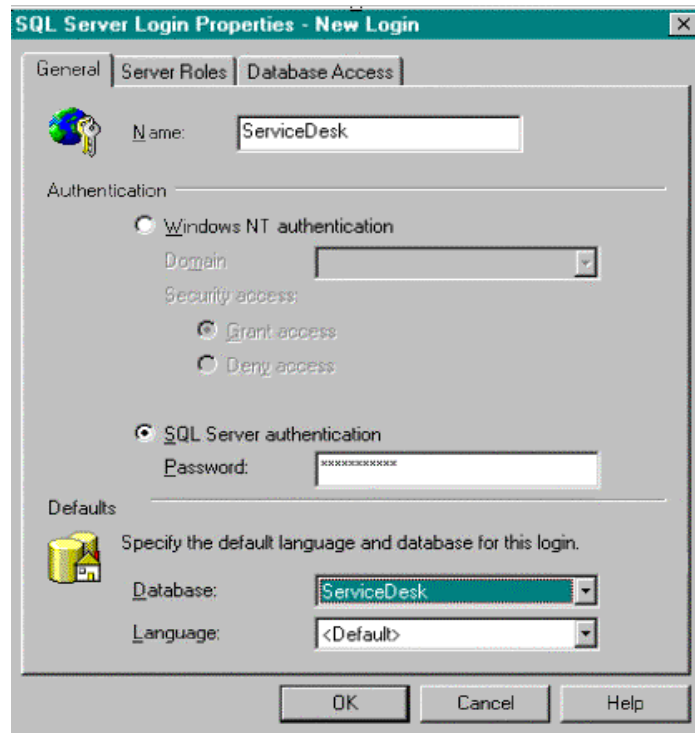 SQL Server Login Properties - New Login
General Server Roles Database Access
Name: ServiceDesk
Authentication
Windows NT authentication
Domain
Security access:
Grant access
Deny access
SQL Server authentication
Password: ***********
Defaults
Specify the default language and database for this login.
Database: ServiceDesk
Language: <Default>
OK Cancel Help